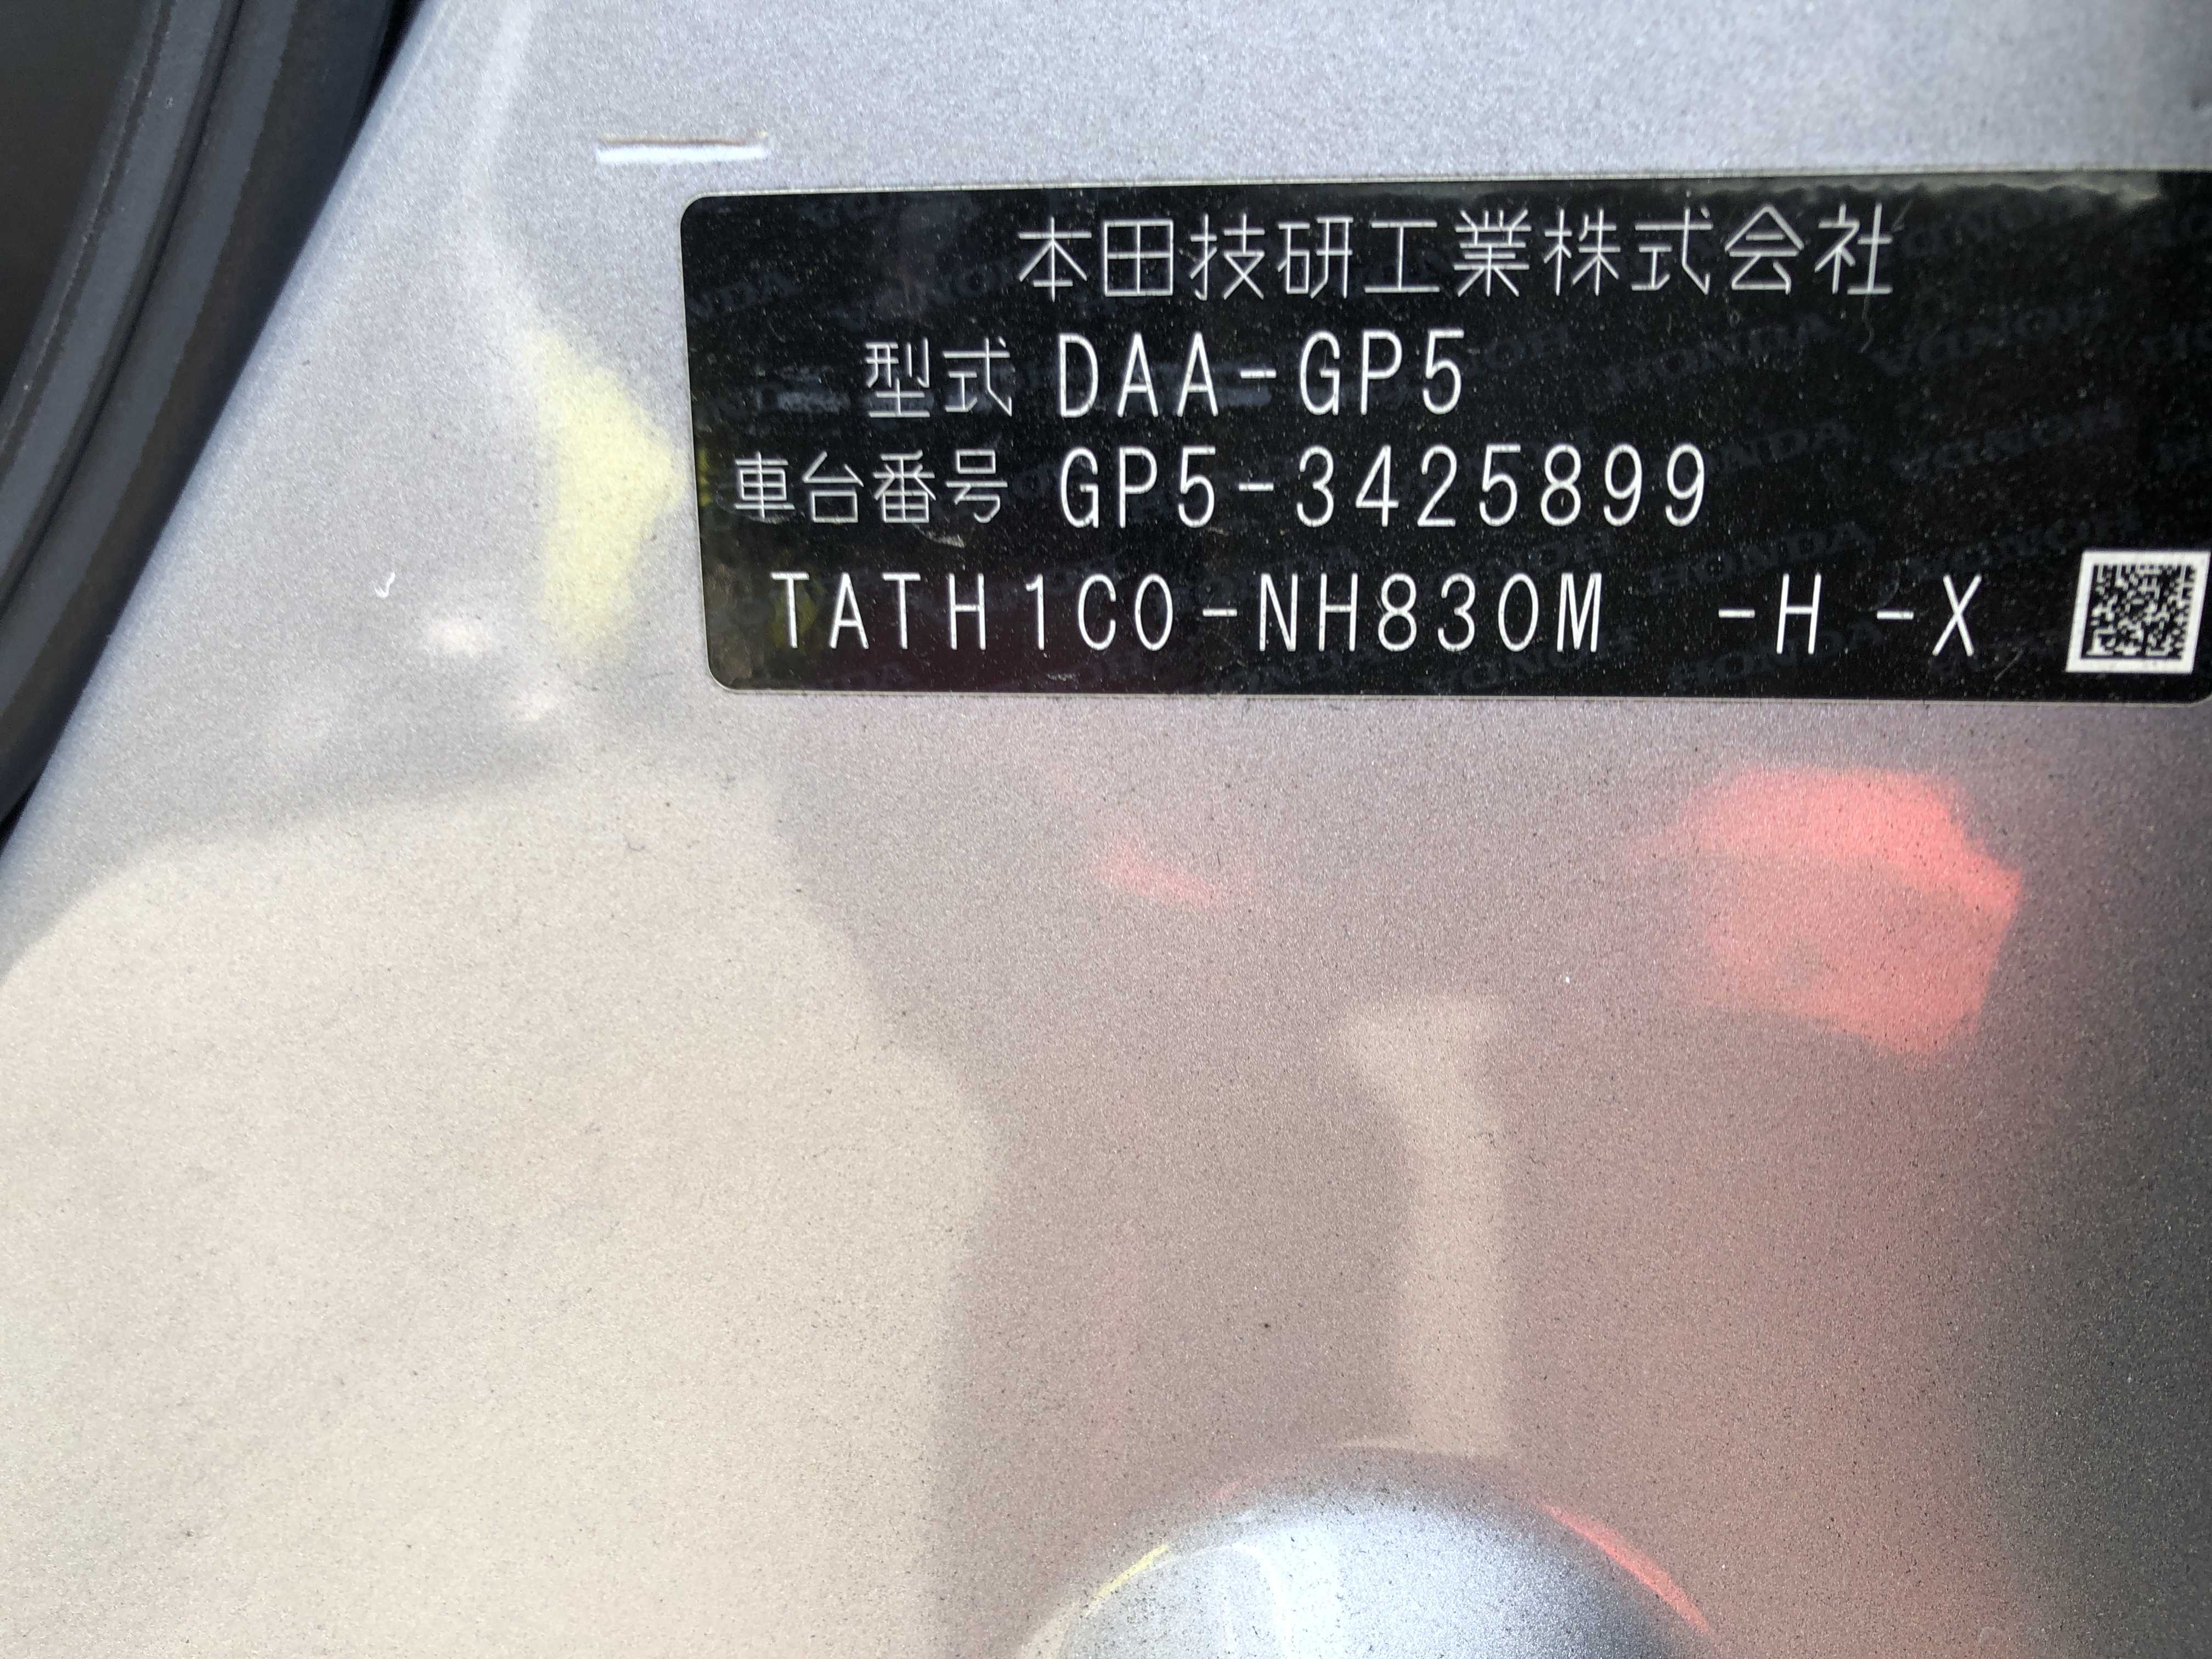 本田技研工業株式会社
型式 DAA-GP5
車台番号 GP5-3425899
TATH1C0-NH830M -H -X